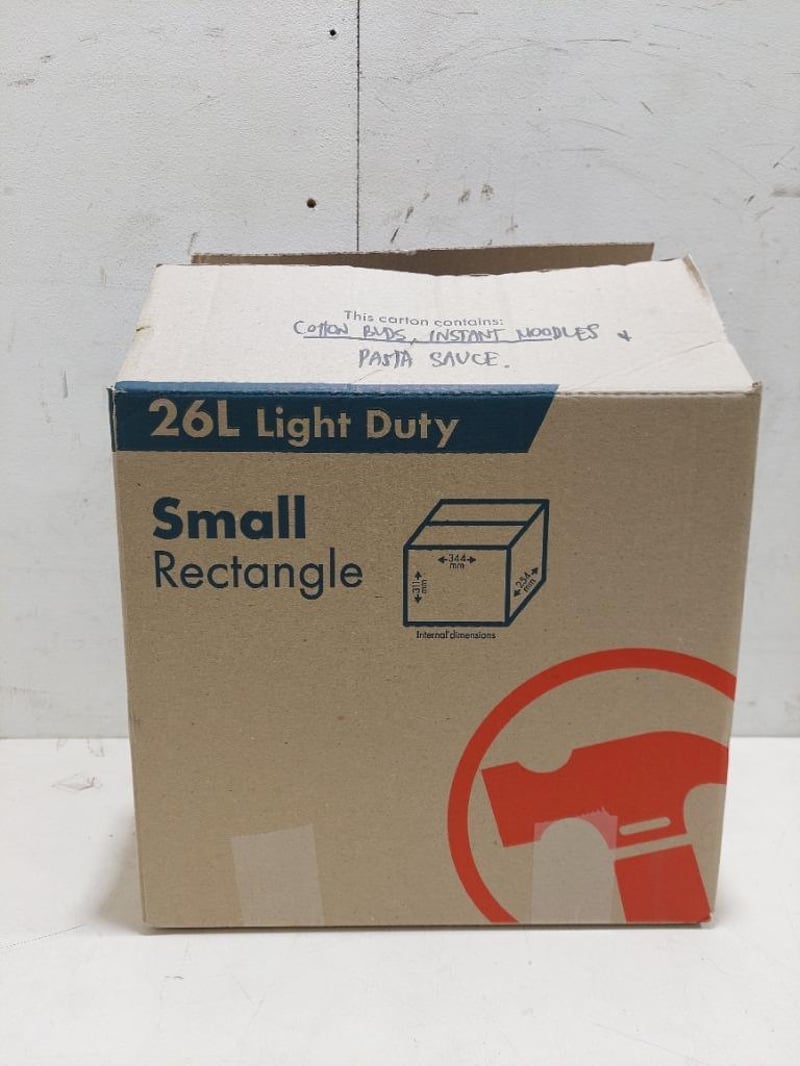 This carton contains:
COTTON BUDS, INSTANT NOODLES &
PASTA SAUCE.
26L Light Duty
Small
Rectangle
344
mm
311
mm
254
mm
Internal dimensions